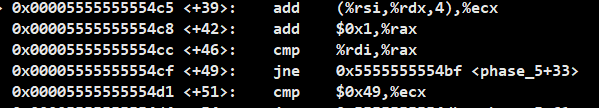 0x00005555555554c5 <+39>: add (%rsi,%rdx,4),%ecx
0x00005555555554c8 <+42>: add $0x1,%rax
0x00005555555554cc <+46>: cmp %rdi,%rax
0x00005555555554cf <+49>: jne 0x5555555554bf <phase_5+33>
0x00005555555554d1 <+51>: cmp $0x49,%ecx